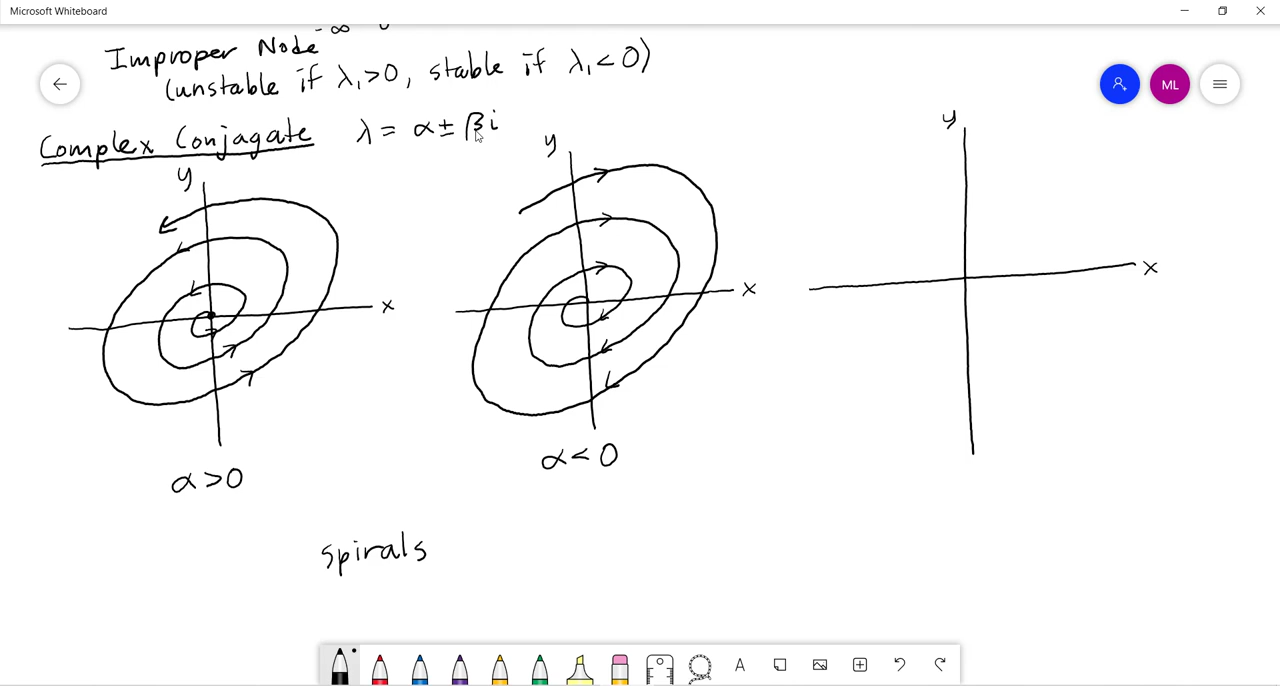 Microsoft Whiteboard
-∞
Improper Node
(unstable if λ₁>0, stable if λ₁<0)
ML
Complex Conjugate λ = α ± βi
y
x
α>0
y
x
α<0
y
x
spirals
A